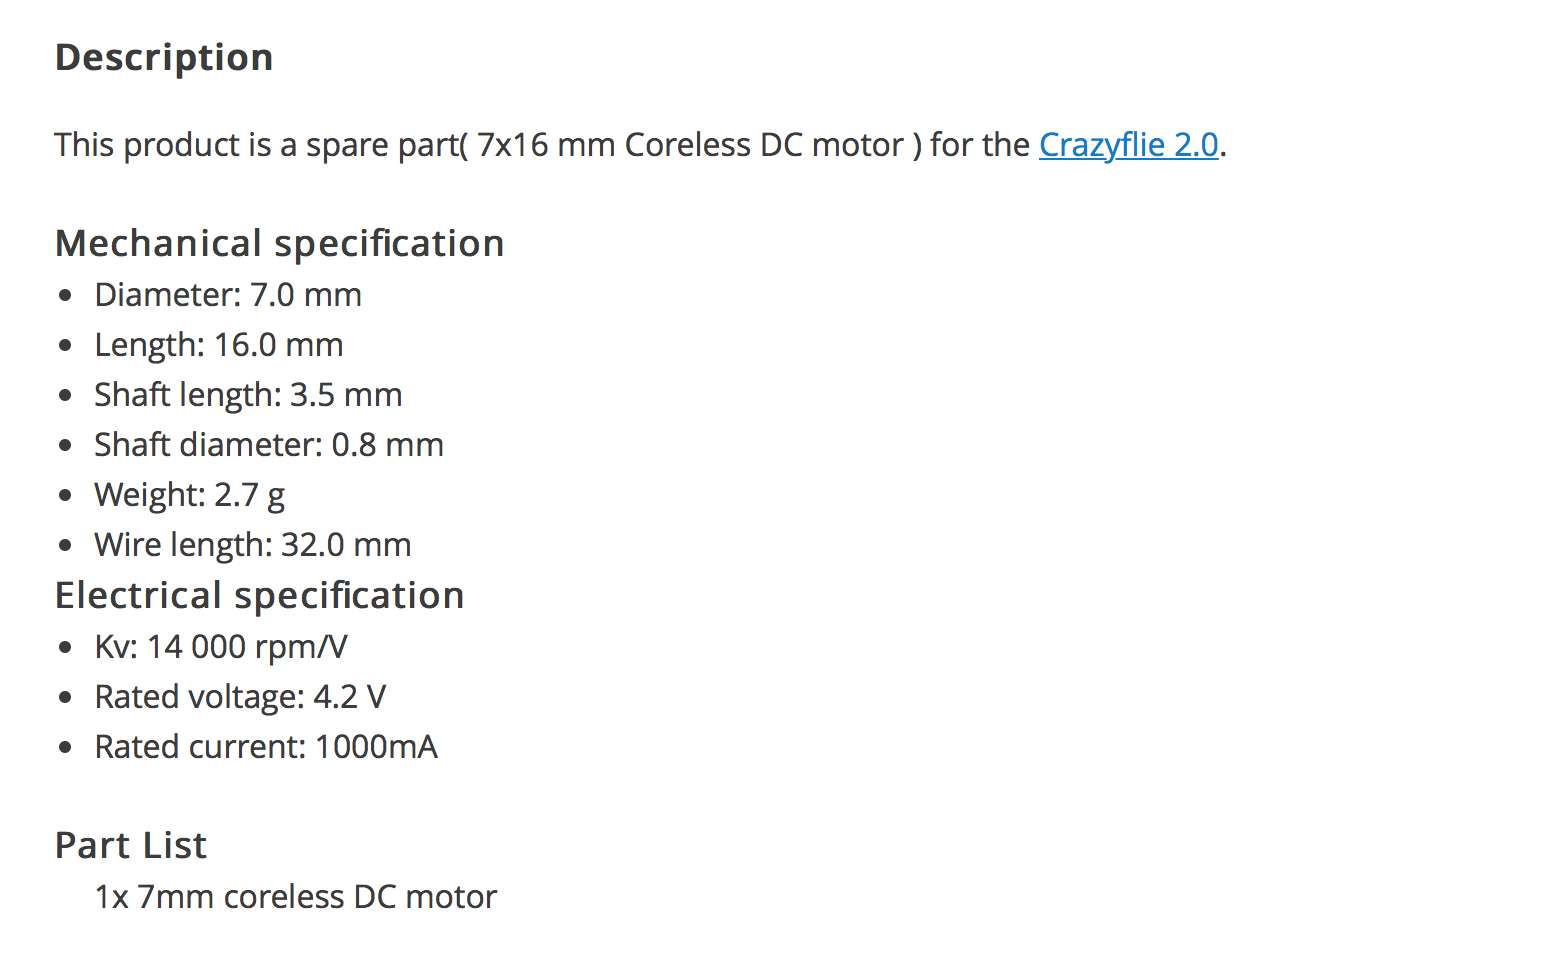 Description
This product is a spare part( 7x16 mm Coreless DC motor ) for the Crazyflie 2.0.
Mechanical specification
Diameter: 7.0 mm
Length: 16.0 mm
Shaft length: 3.5 mm
Shaft diameter: 0.8 mm
Weight: 2.7 g
Wire length: 32.0 mm
Electrical specification
Kv: 14 000 rpm/V
Rated voltage: 4.2 V
Rated current: 1000mA
Part List
1x 7mm coreless DC motor